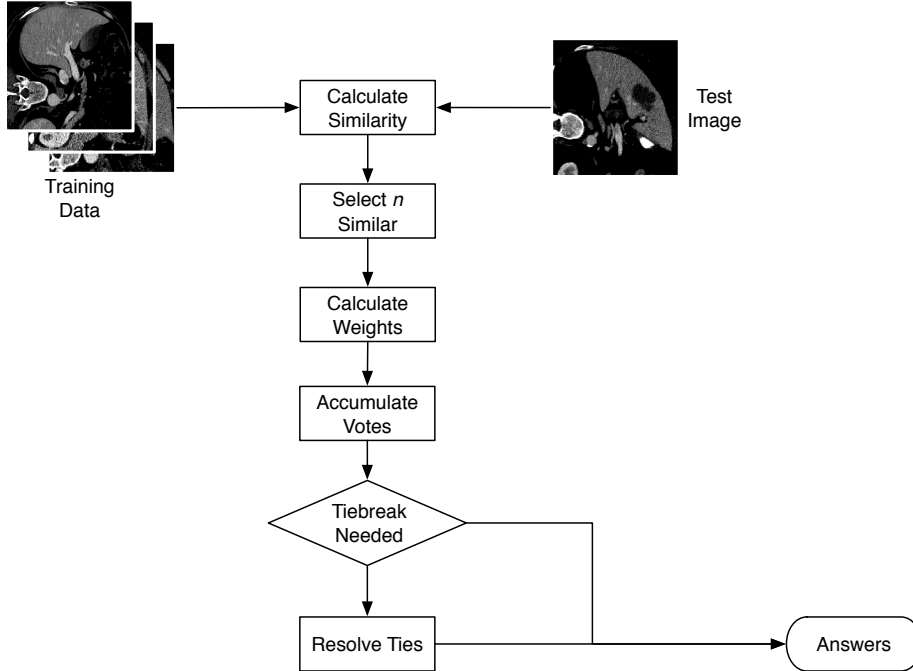 Calculate
Similarity
Test
Image
Training
Data
Select n
Similar
Calculate
Weights
Accumulate
Votes
Tiebreak
Needed
Resolve Ties
Answers